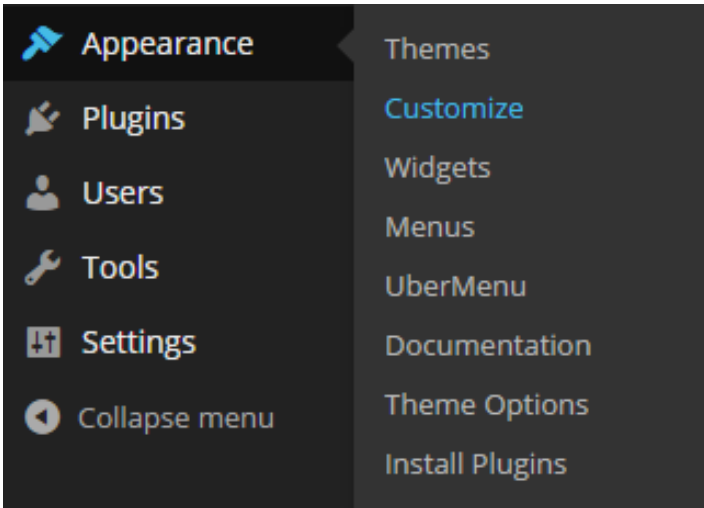 Appearance
Plugins
Users
Tools
Settings
Collapse menu
Themes
Customize
Widgets
Menus
UberMenu
Documentation
Theme Options
Install Plugins